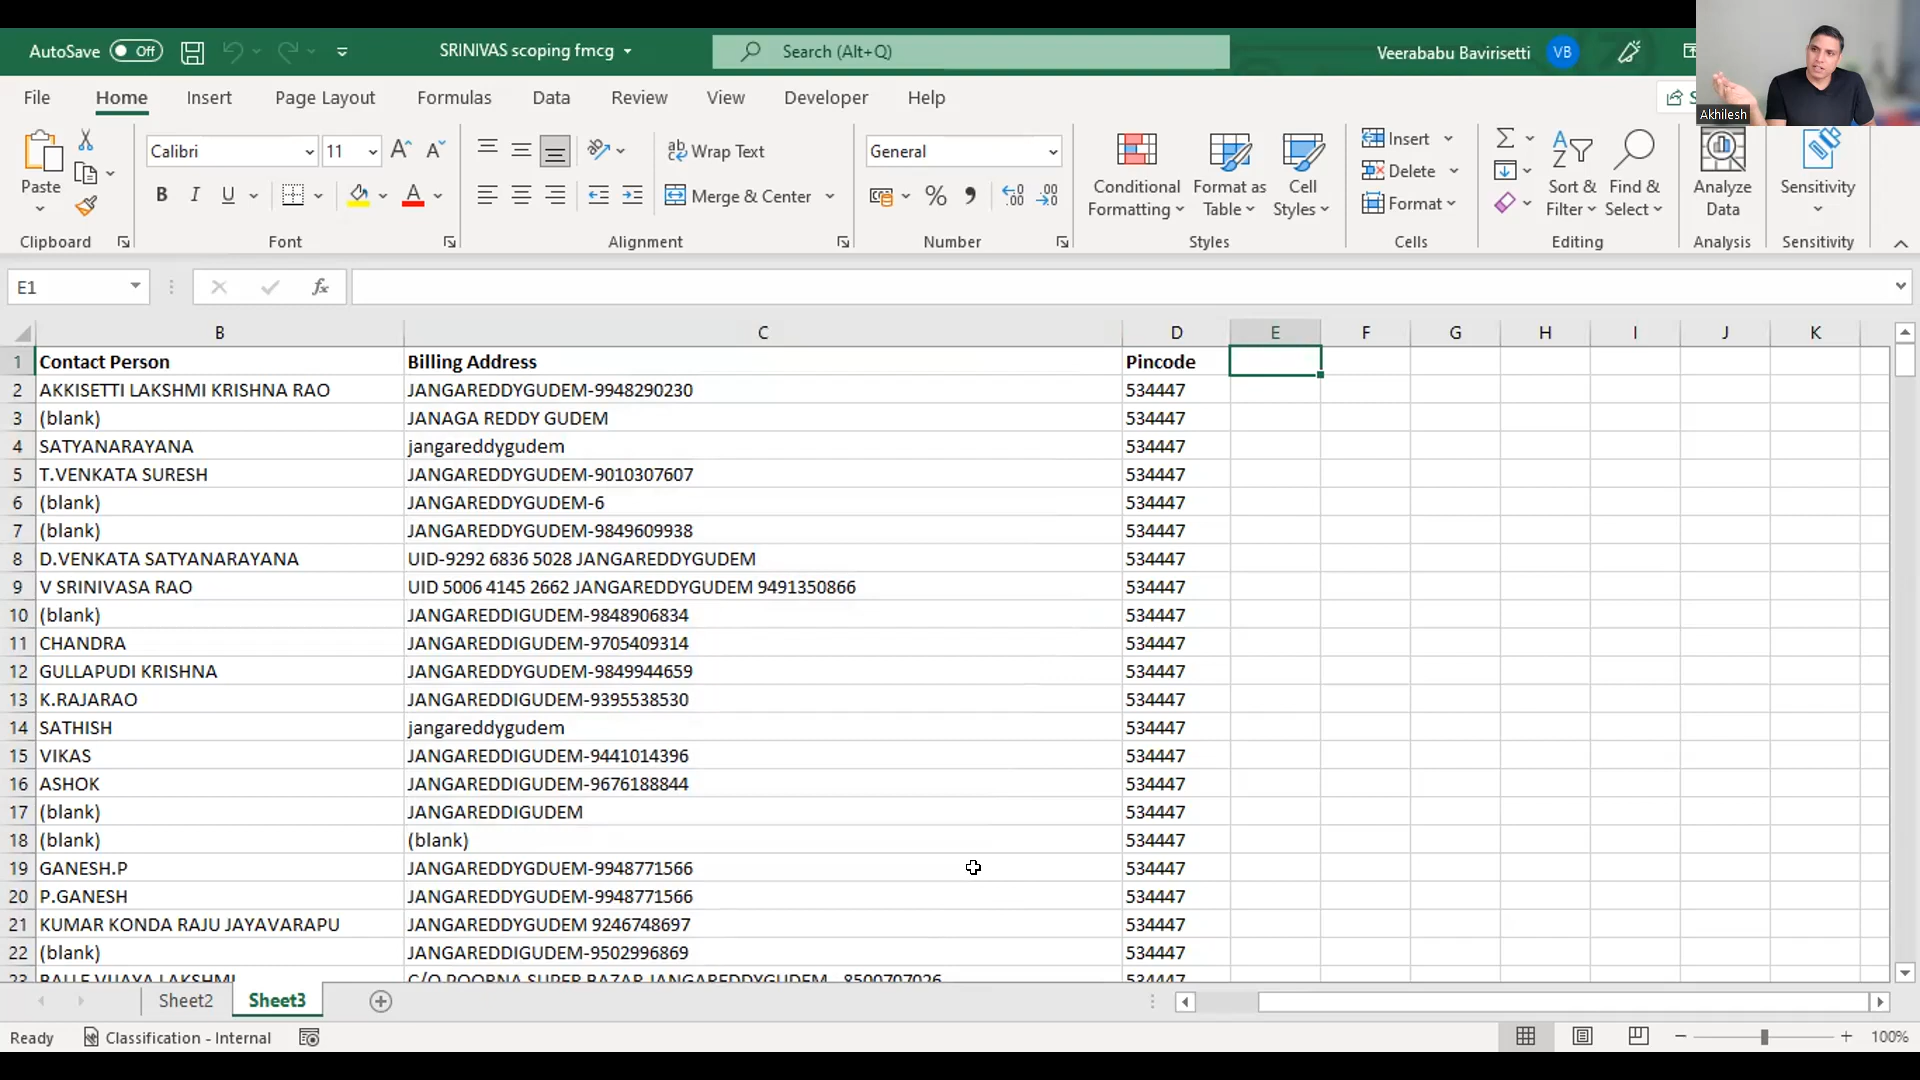 AutoSave Off SRINIVAS scoping fmcg Search (Alt+Q) Veerababu Bavirisetti VB
Akhilesh
File Home Insert Page Layout Formulas Data Review View Developer Help
Paste Calibri 11 A A ab Wrap Text General Conditional Formatting Format as Table Cell Styles Insert Sort & Filter Find & Select Analyze Data Sensitivity
B I U A Merge & Center % Delete
Format
Clipboard Font Alignment Number Styles Cells Editing Analysis Sensitivity
E1 fx
B C D E F G H I J K
1 Contact Person Billing Address Pincode
2 AKKISETTI LAKSHMI KRISHNA RAO JANGAREDDYGUDEM-9948290230 534447
3 (blank) JANAGA REDDY GUDEM 534447
4 SATYANARAYANA jangareddygudem 534447
5 T.VENKATA SURESH JANGAREDDYGUDEM-9010307607 534447
6 (blank) JANGAREDDYGUDEM-6 534447
7 (blank) JANGAREDDYGUDEM-9849609938 534447
8 D.VENKATA SATYANARAYANA UID-9292 6836 5028 JANGAREDDYGUDEM 534447
9 V SRINIVASA RAO UID 5006 4145 2662 JANGAREDDYGUDEM 9491350866 534447
10 (blank) JANGAREDDIGUDEM-9848906834 534447
11 CHANDRA JANGAREDDIGUDEM-9705409314 534447
12 GULLAPUDI KRISHNA JANGAREDDYGUDEM-9849944659 534447
13 K.RAJARAO JANGAREDDIGUDEM-9395538530 534447
14 SATHISH jangareddygudem 534447
15 VIKAS JANGAREDDIGUDEM-9441014396 534447
16 ASHOK JANGAREDDIGUDEM-9676188844 534447
17 (blank) JANGAREDDIGUDEM 534447
18 (blank) (blank) 534447
19 GANESH.P JANGAREDDYGDUEM-9948771566 534447
20 P.GANESH JANGAREDDYGUDEM-9948771566 534447
21 KUMAR KONDA RAJU JAYAVARAPU JANGAREDDYGUDEM 9246748697 534447
22 (blank) JANGAREDDIGUDEM-9502996869 534447
23 BALLE VIJAYA LAKSHMI C/O POORNA SUPER BAZAR JANGAREDDYGUDEM 8500707026 534447
Sheet2 Sheet3
Ready Classification - Internal 100%